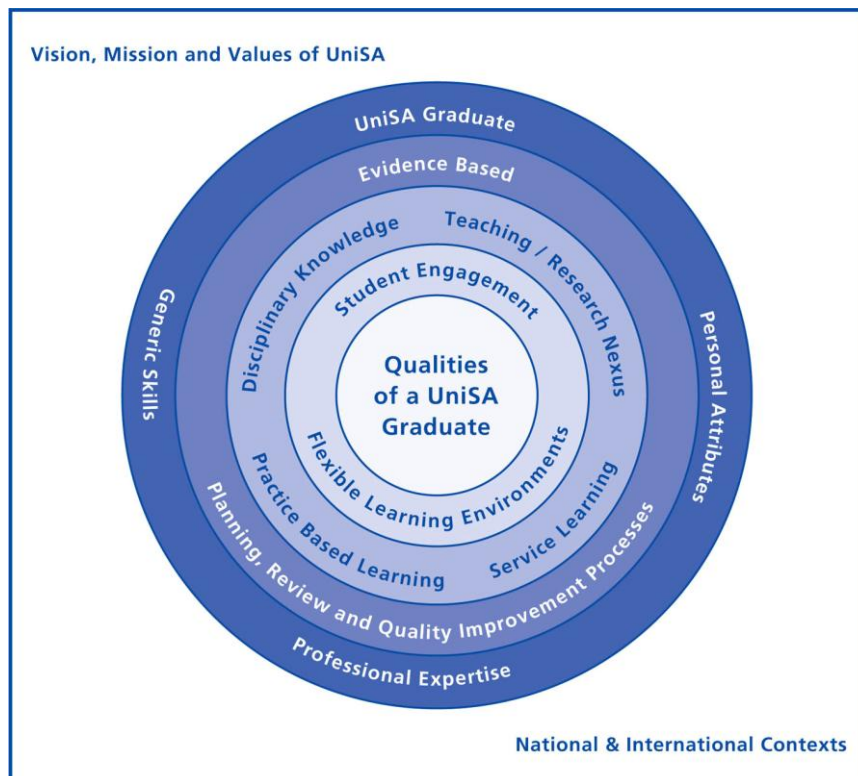 Vision, Mission and Values of UniSA
UniSA Graduate
Evidence Based
Disciplinary Knowledge
Teaching / Research Nexus
Student Engagement
Generic Skills
Personal Attributes
Qualities
of a UniSA
Graduate
Flexible Learning Environments
Practice Based Learning
Service Learning
Planning, Review and Quality Improvement Processes
Professional Expertise
National & International Contexts